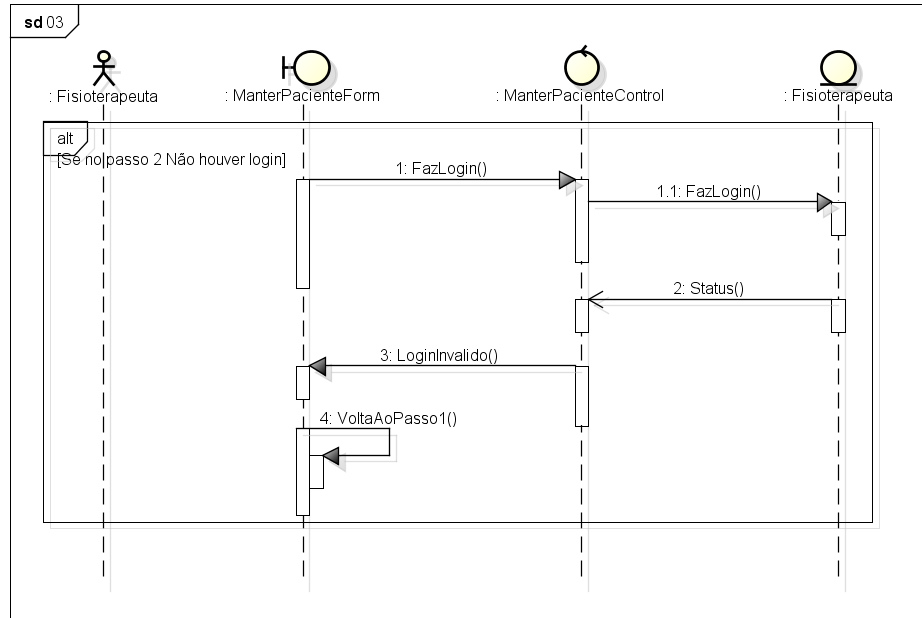 sd 03
: Fisioterapeuta
: ManterPacienteForm
: ManterPacienteControl
: Fisioterapeuta
alt
[Se no passo 2 Não houver login]
1: FazLogin()
1.1: FazLogin()
2: Status()
3: LoginInvalido()
4: VoltaAoPasso1()